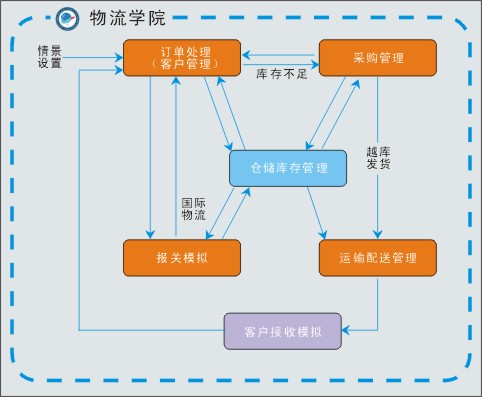 物流学院
情景
设置
订单处理
（客户管理）
采购管理
库存不足
越库
发货
仓储库存管理
国际
物流
报关模拟
运输配送管理
客户接收模拟